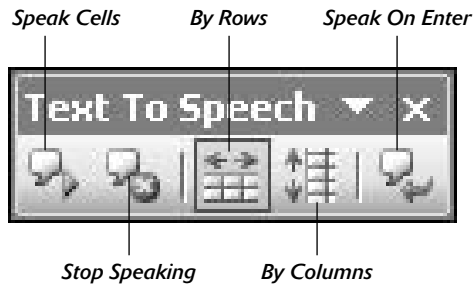 Speak Cells By Rows Speak On Enter
Text To Speech
Stop Speaking By Columns